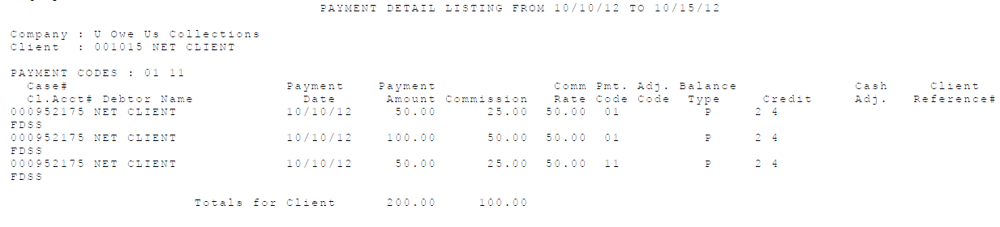 PAYMENT DETAIL LISTING FROM 10/10/12 TO 10/15/12
Company : U Owe Us Collections
Client  : 001015 NET CLIENT
PAYMENT CODES : 01 11
Case# Payment Payment Comm Pmt. Adj. Balance Cash Client
Cl.Acct# Debtor Name Date Amount Commission Rate Code Code Type Credit Adj. Reference#
000952175 NET CLIENT 10/10/12 50.00 25.00 50.00 01 P 2 4
FDSS
000952175 NET CLIENT 10/10/12 100.00 50.00 50.00 01 P 2 4
FDSS
000952175 NET CLIENT 10/10/12 50.00 25.00 50.00 11 P 2 4
FDSS
Totals for Client 200.00 100.00